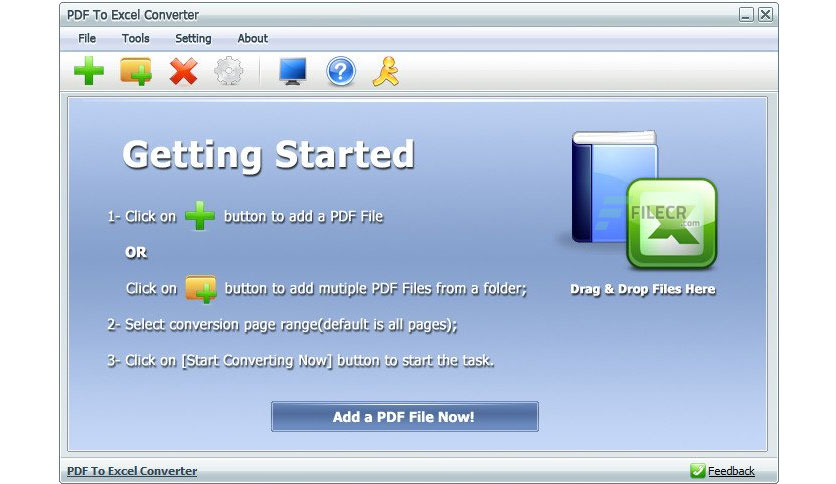 PDF To Excel Converter
File Tools Setting About
Getting Started
1- Click on button to add a PDF File
OR
Click on button to add mutiple PDF Files from a folder;
2- Select conversion page range(default is all pages);
3- Click on [Start Converting Now] button to start the task.
FILECR
.com
Drag & Drop Files Here
Add a PDF File Now!
PDF To Excel Converter
Feedback